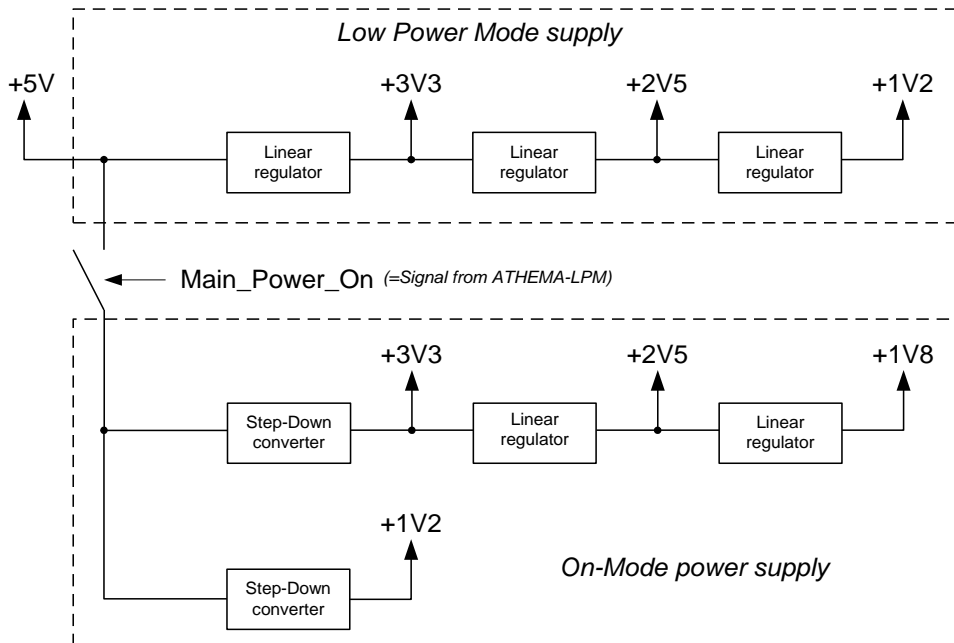 Low Power Mode supply
+5V
+3V3
+2V5
+1V2
Linear
regulator
Linear
regulator
Linear
regulator
Main_Power_On (=Signal from ATHEMA-LPM)
+3V3
+2V5
+1V8
Step-Down
converter
Linear
regulator
Linear
regulator
+1V2
Step-Down
converter
On-Mode power supply